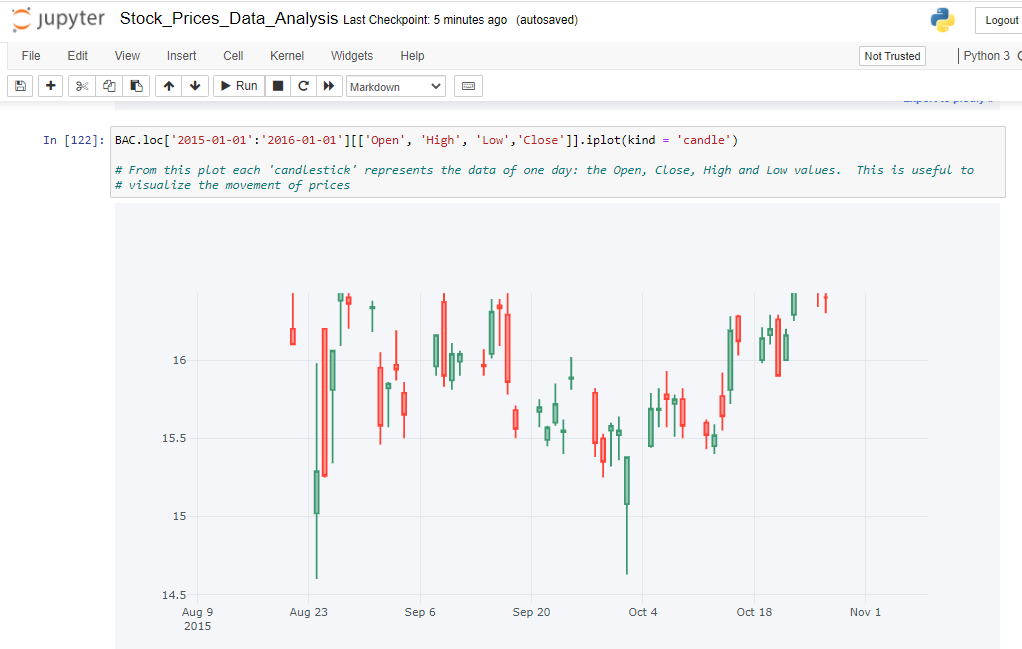 jupyter Stock_Prices_Data_Analysis Last Checkpoint: 5 minutes ago (autosaved) Logout
File Edit View Insert Cell Kernel Widgets Help Not Trusted Python 3
Run Markdown
In [122]: BAC.loc['2015-01-01':'2016-01-01'][['Open', 'High', 'Low','Close']].iplot(kind = 'candle')
# From this plot each 'candlestick' represents the data of one day: the Open, Close, High and Low values.  This is useful to
# visualize the movement of prices
16
15.5
15
14.5
Aug 9 Aug 23 Sep 6 Sep 20 Oct 4 Oct 18 Nov 1
2015